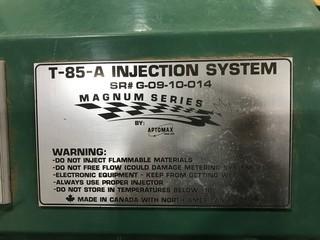 T-85-A INJECTION SYSTEM
SR# G-09-10-014
MAGNUM SERIES
BY:
APTOMAX
WARNING:
-DO NOT INJECT FLAMMABLE MATERIALS
-DO NOT FREE FLOW (COULD DAMAGE METERING
-ELECTRONIC EQUIPMENT - KEEP FROM GETTING
-ALWAYS USE PROPER INJECTOR
-DO NOT STORE IN TEMPERATURES BELOW
MADE IN CANADA WITH NORTH